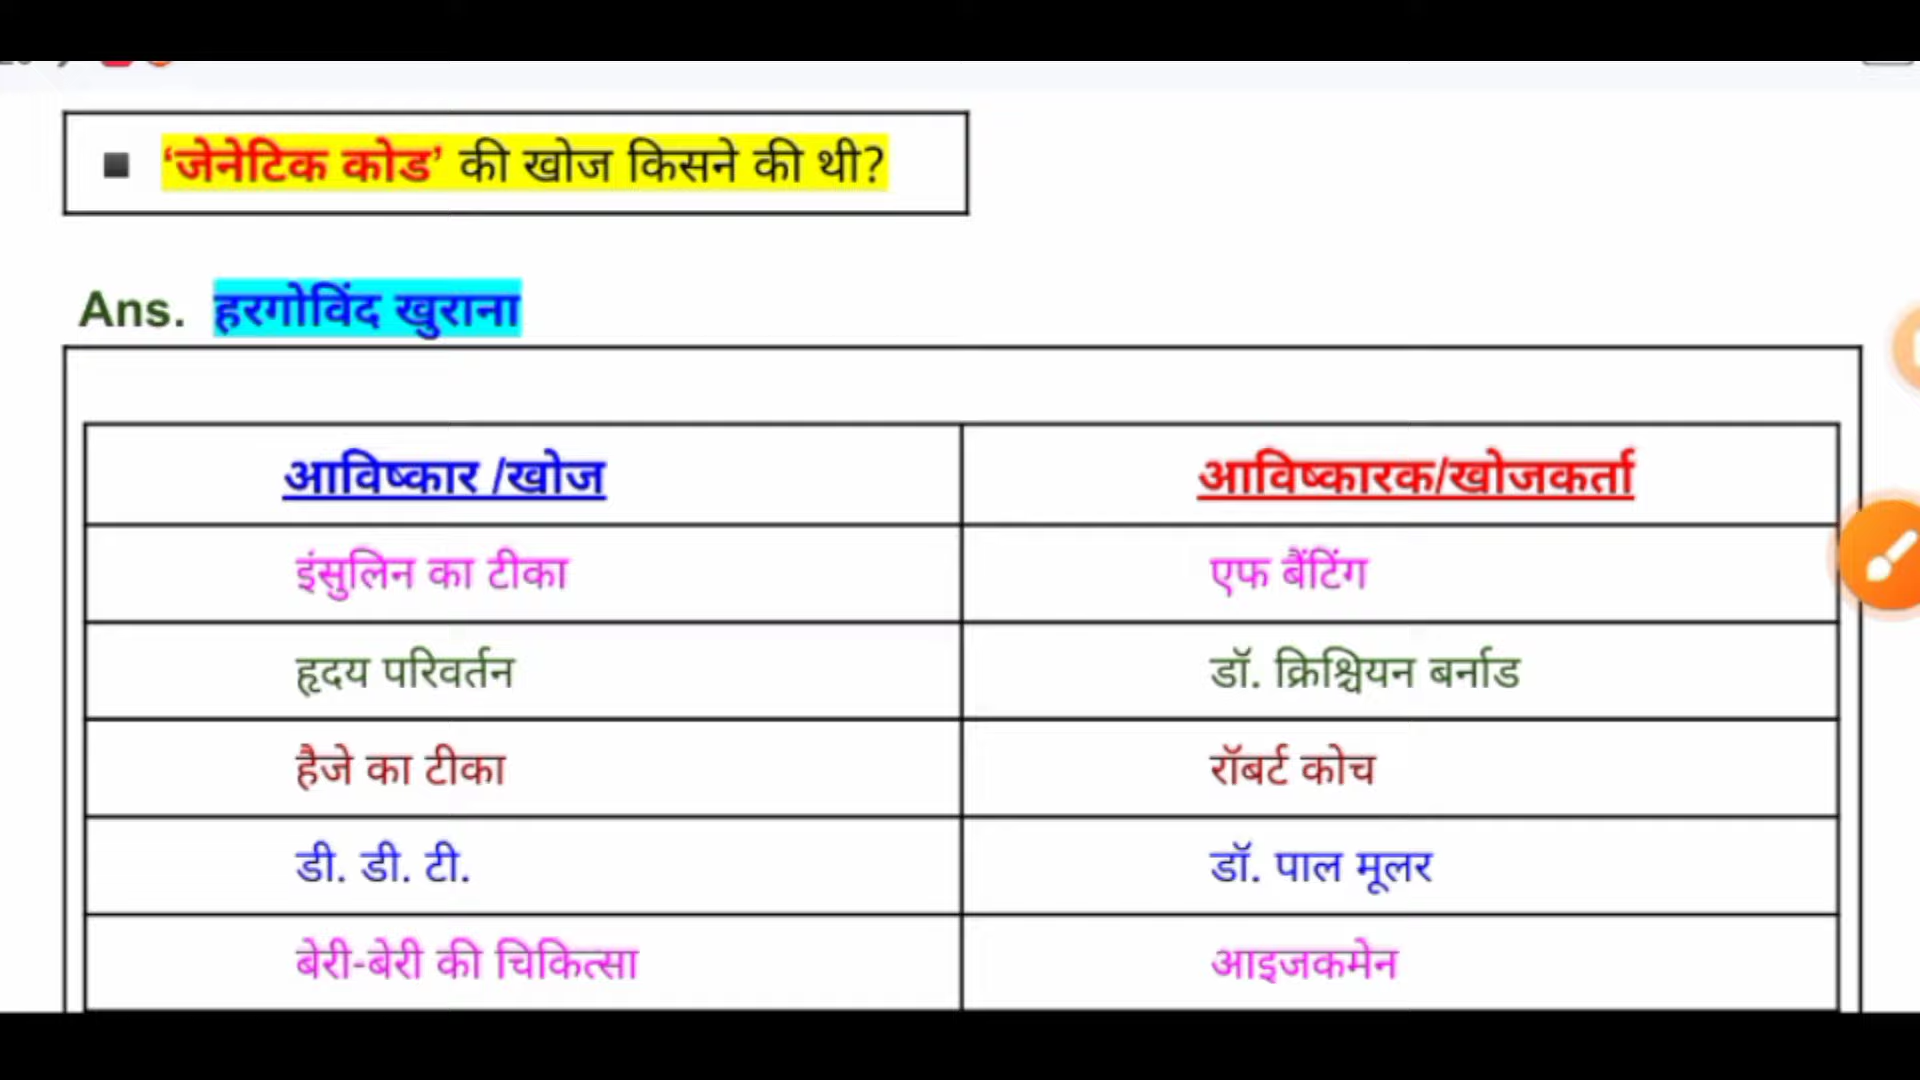 ▪ ‘जेनेटिक कोड’ की खोज किसने की थी?
Ans. हरगोविंद खुराना
आविष्कार /खोज आविष्कारक/खोजकर्ता
इंसुलिन का टीका एफ बैंटिंग
हृदय परिवर्तन डॉ. क्रिश्चियन बर्नाड
हैजे का टीका रॉबर्ट कोच
डी. डी. टी. डॉ. पाल मूलर
बेरी-बेरी की चिकित्सा आइजकमेन